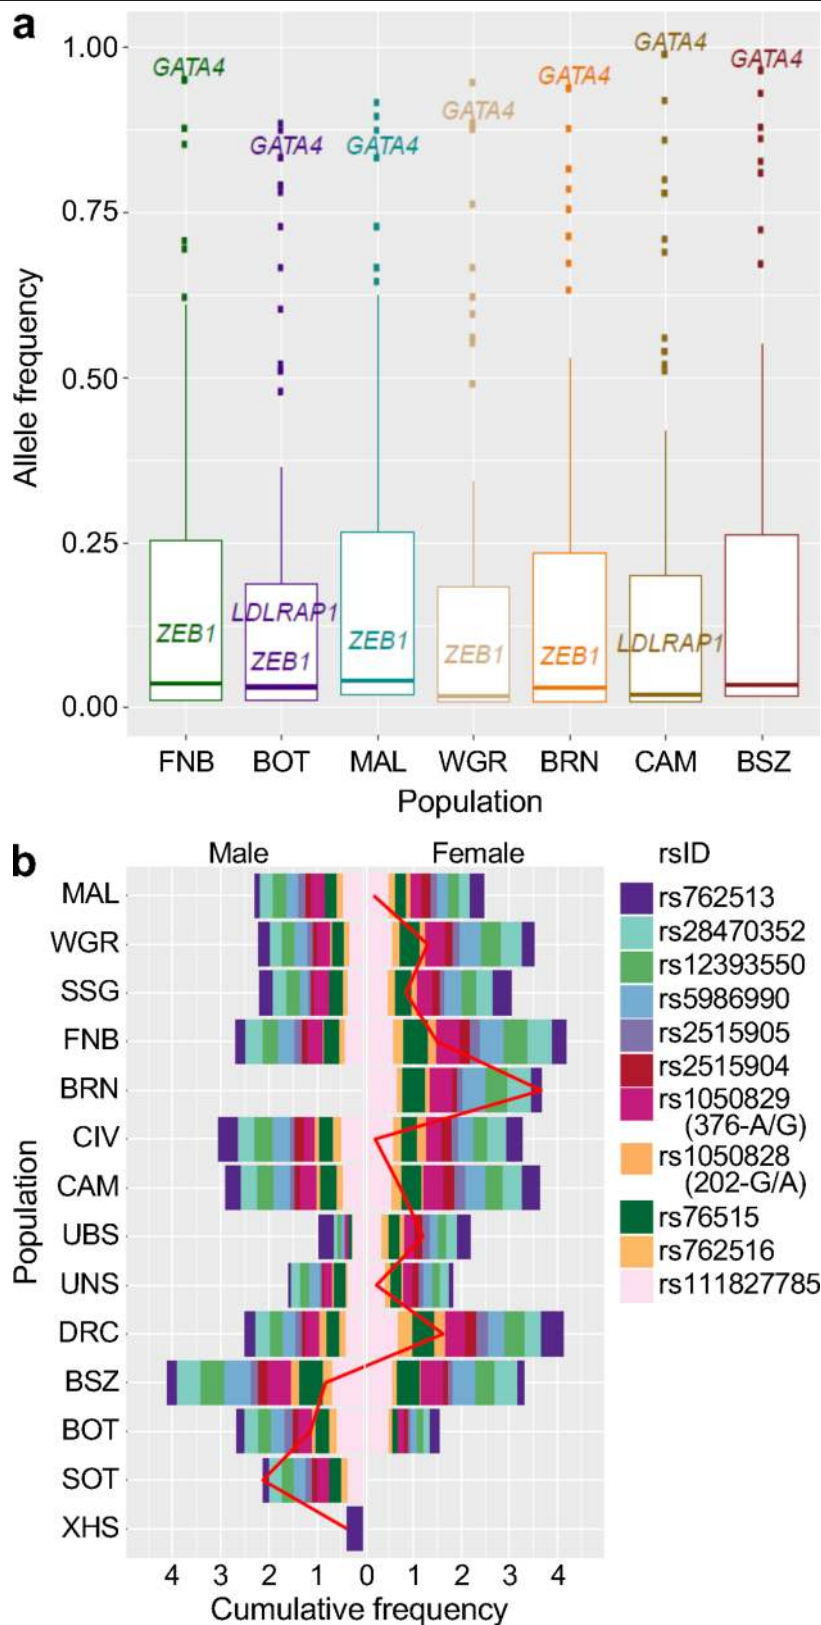 a
1.00
0.75
0.50
0.25
0.00
Allele frequency
GATA4
GATA4
GATA4
GATA4
GATA4
GATA4
GATA4
ZEB1
LDLRAP1
ZEB1
ZEB1
ZEB1
ZEB1
LDLRAP1
FNB BOT MAL WGR BRN CAM BSZ
Population
b
Male Female rsID
MAL
WGR
SSG
FNB
BRN
CIV
CAM
UBS
UNS
DRC
BSZ
BOT
SOT
XHS
Population
4 3 2 1 0 1 2 3 4
Cumulative frequency
rs762513
rs28470352
rs12393550
rs5986990
rs2515905
rs2515904
rs1050829
(376-A/G)
rs1050828
(202-G/A)
rs76515
rs762516
rs111827785